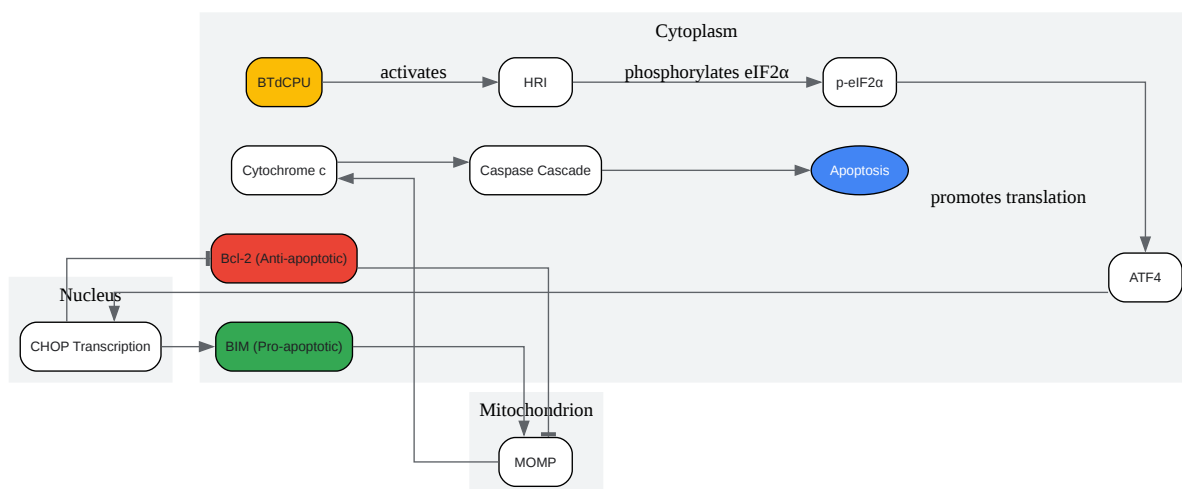 Cytoplasm
BTdCPU
activates
HRI
phosphorylates eIF2α
p-eIF2α
Cytochrome c
Caspase Cascade
Apoptosis
promotes translation
Bcl-2 (Anti-apoptotic)
ATF4
Nucleus
CHOP Transcription
BIM (Pro-apoptotic)
Mitochondrion
MOMP